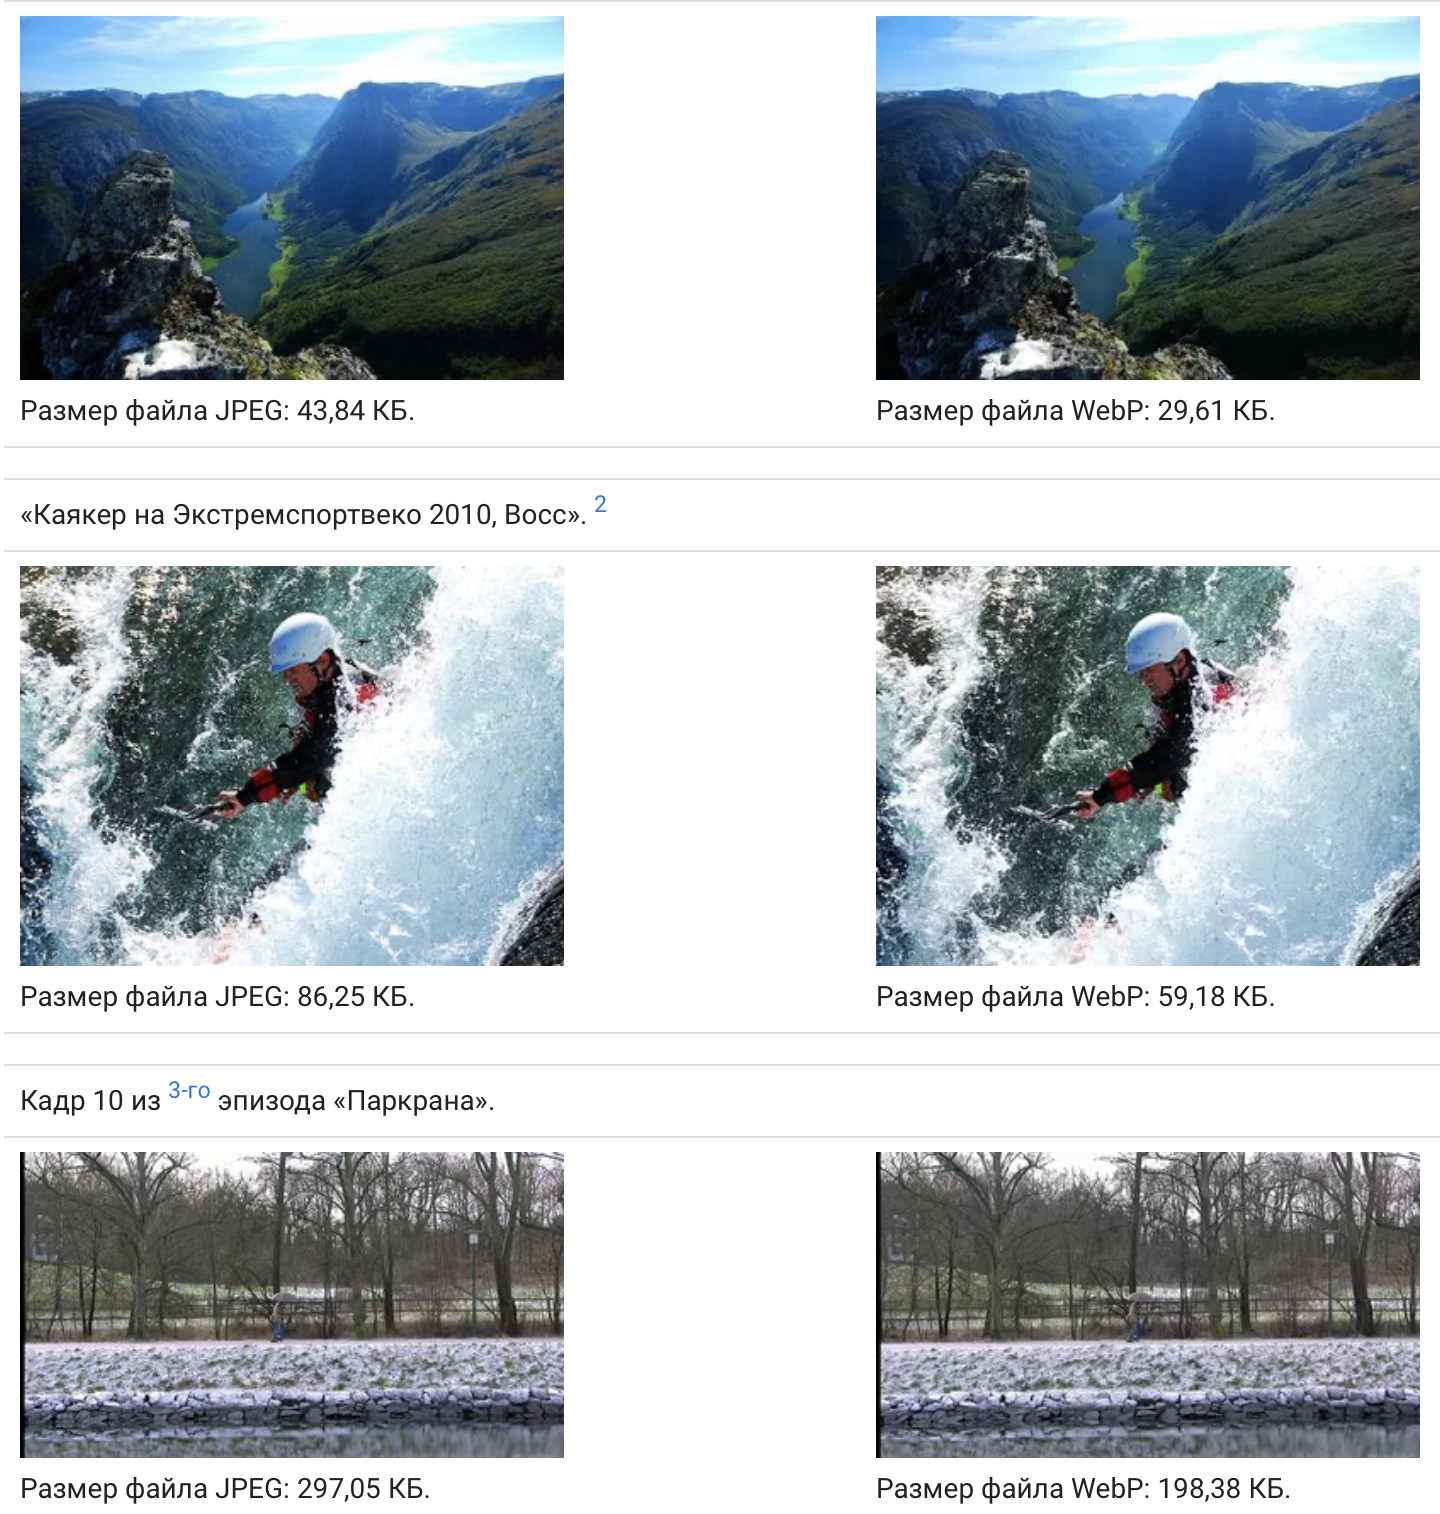 Размер файла JPEG: 43,84 КБ.
Размер файла WebP: 29,61 КБ.
«Каякер на Экстремспортвеко 2010, Восс». 2
Размер файла JPEG: 86,25 КБ.
Размер файла WebP: 59,18 КБ.
Кадр 10 из 3-го эпизода «Паркрана».
Размер файла JPEG: 297,05 КБ.
Размер файла WebP: 198,38 КБ.